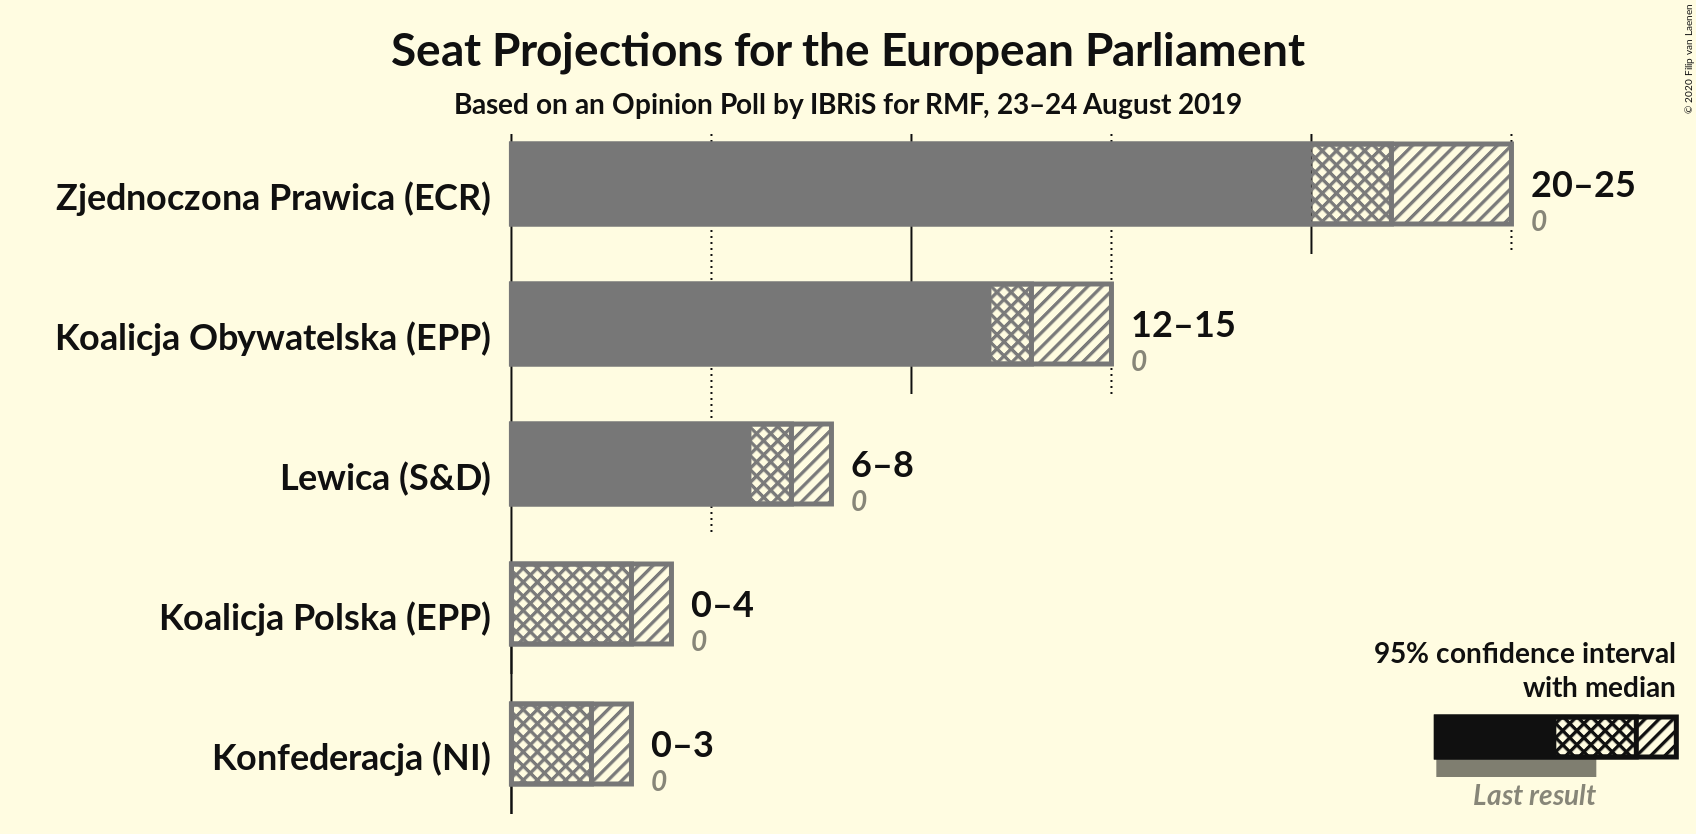 Seat Projections for the European Parliament
Based on an Opinion Poll by IBRiS for RMF, 23–24 August 2019
© 2020 Filip van Laenen
Zjednoczona Prawica (ECR)
20–25
0
Koalicja Obywatelska (EPP)
12–15
0
Lewica (S&D)
6–8
0
Koalicja Polska (EPP)
0–4
0
Konfederacja (NI)
0–3
0
95% confidence interval
with median
Last result